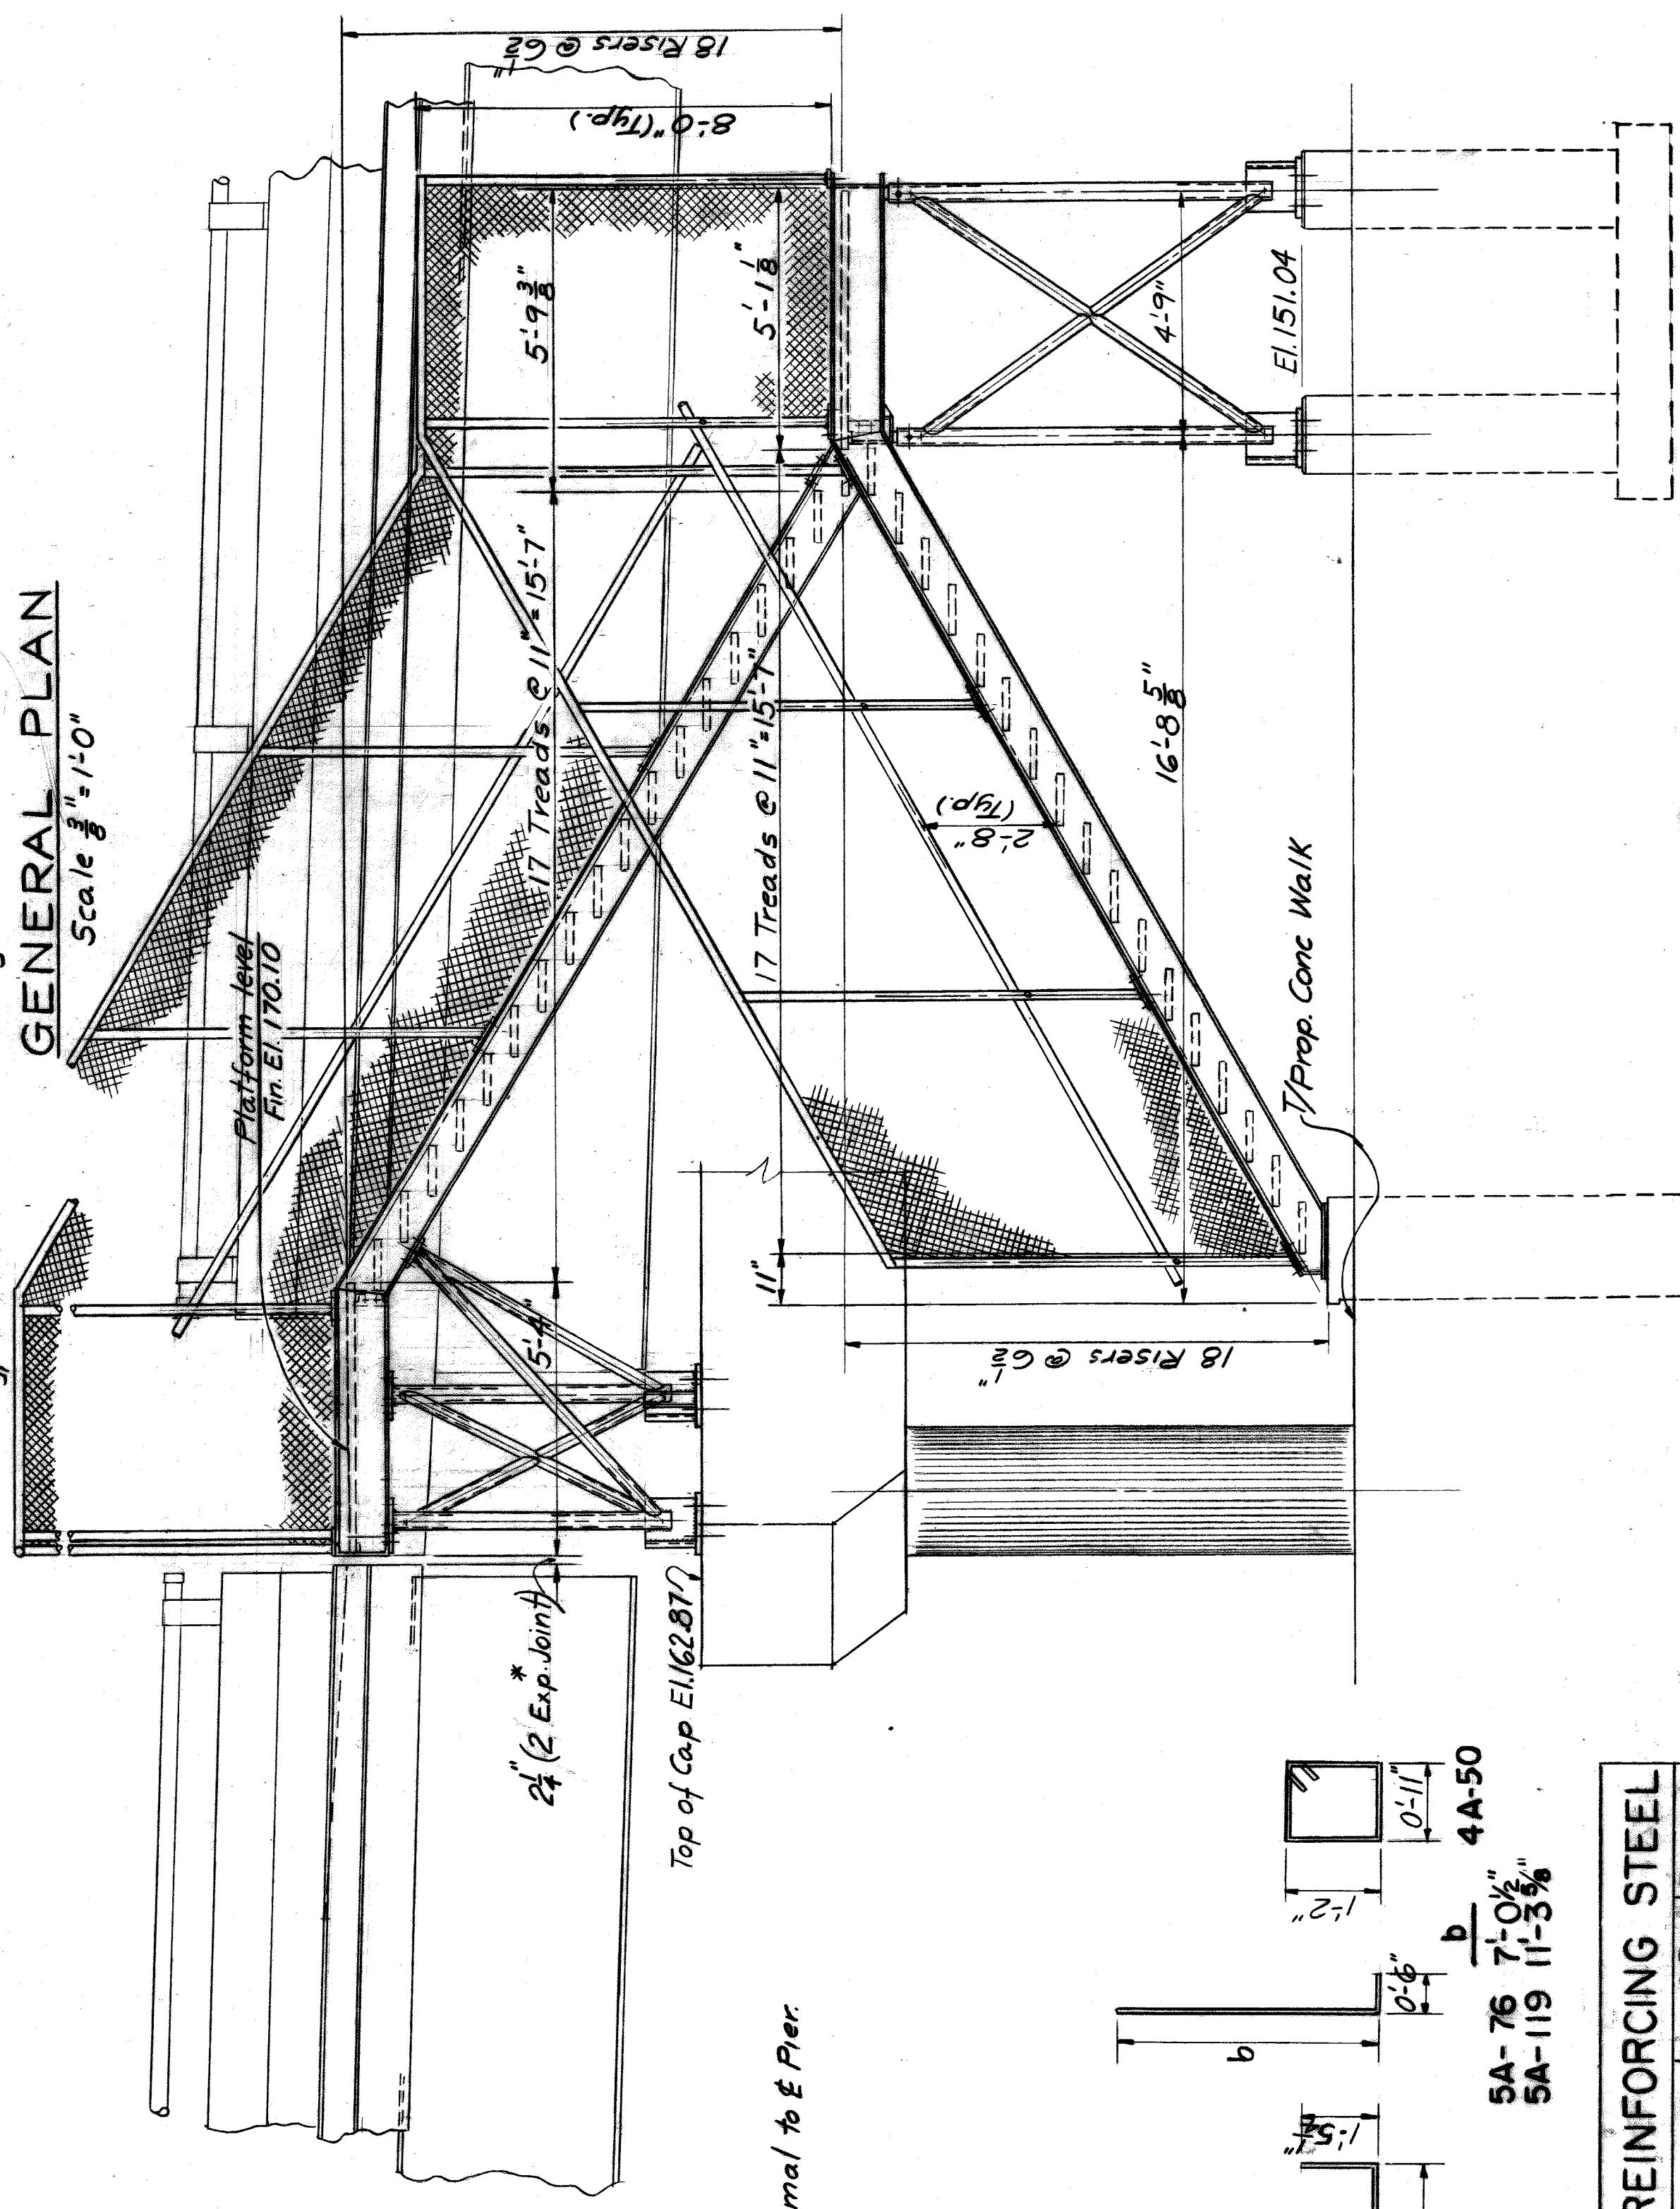 GENERAL PLAN
Scale 3/8" = 1'-0"
Platform level
Fin. El. 170.10
18 Risers @ 6 1/2"
8'-0" (Typ.)
5'-9 3/8"
5'-1 1/8"
17 Treads @ 11" = 15'-7"
17 Treads @ 11" = 15'-7"
4'-9"
El. 151.04
16'-8 5/8"
2'-8"
(Typ.)
T/Prop. Conc Walk
11"
18 Risers @ 6 1/2"
5'-4"
2 1/4" (2 Exp. Joint) *
Top of Cap El. 162.87
mal to ℄ Pier.
1'-5 1/2"
b
0'-6"
1'-2"
0'-11"
4A-50
b
5A-76 7'-0 1/2"
5A-119 11'-3 5/8"
REINFORCING STEEL